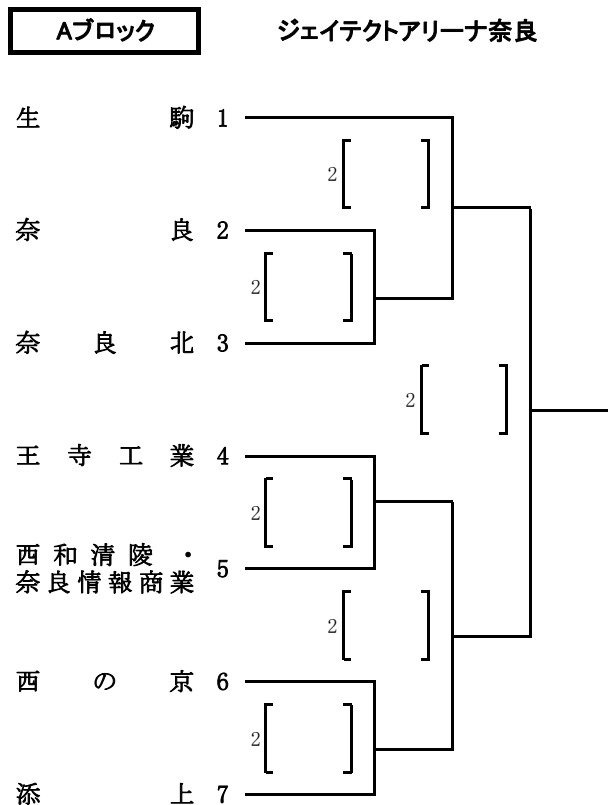 Aブロック ジェイテクトアリーナ奈良
生駒 1
2
奈良 2
2
奈良北 3
2
王寺工業 4
2
西和清陵・
奈良情報商業 5
2
西の京 6
2
添上 7